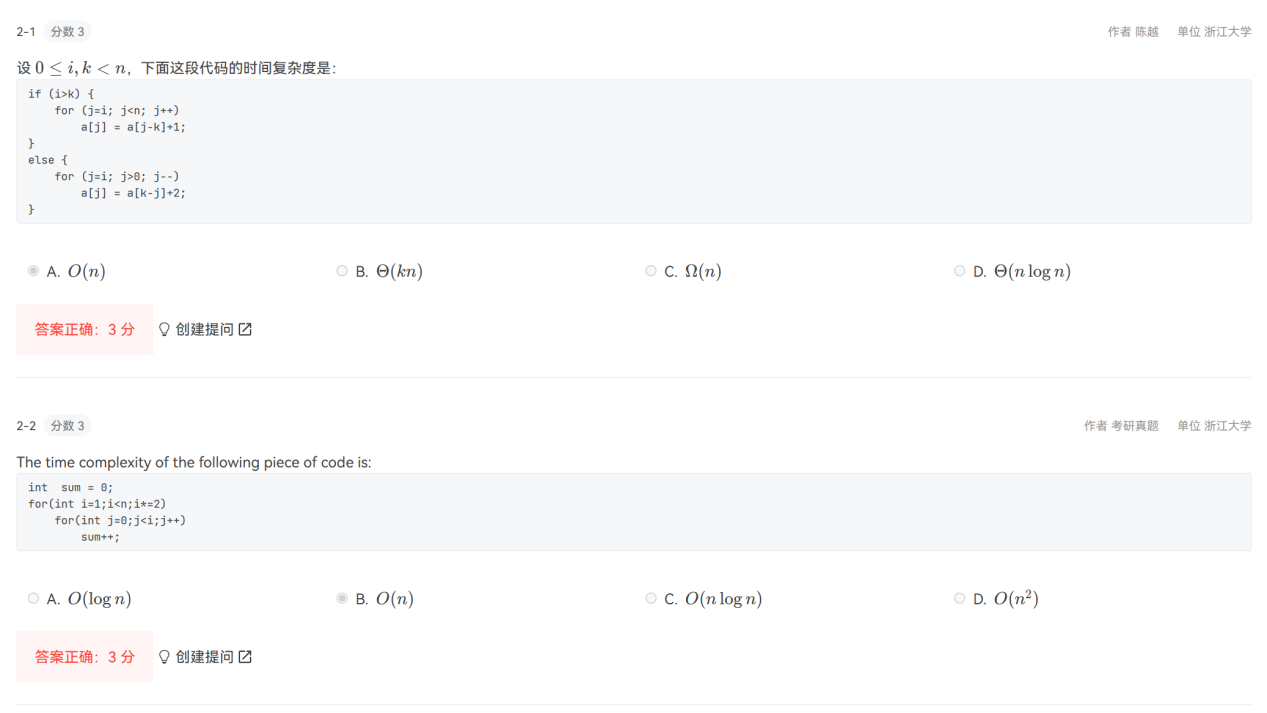 2-1 分数 3 作者 陈越 单位 浙江大学
设 0 ≤ i, k < n，下面这段代码的时间复杂度是：
if (i>k) {
    for (j=i; j<n; j++)
        a[j] = a[j-k]+1;
}
else {
    for (j=i; j>0; j--)
        a[j] = a[k-j]+2;
}
A. O(n) B. Θ(kn) C. Ω(n) D. Θ(n log n)
答案正确：3 分 创建提问
2-2 分数 3 作者 考研真题 单位 浙江大学
The time complexity of the following piece of code is:
int  sum = 0;
for(int i=1;i<n;i*=2)
    for(int j=0;j<i;j++)
        sum++;
A. O(log n) B. O(n) C. O(n log n) D. O(n²)
答案正确：3 分 创建提问